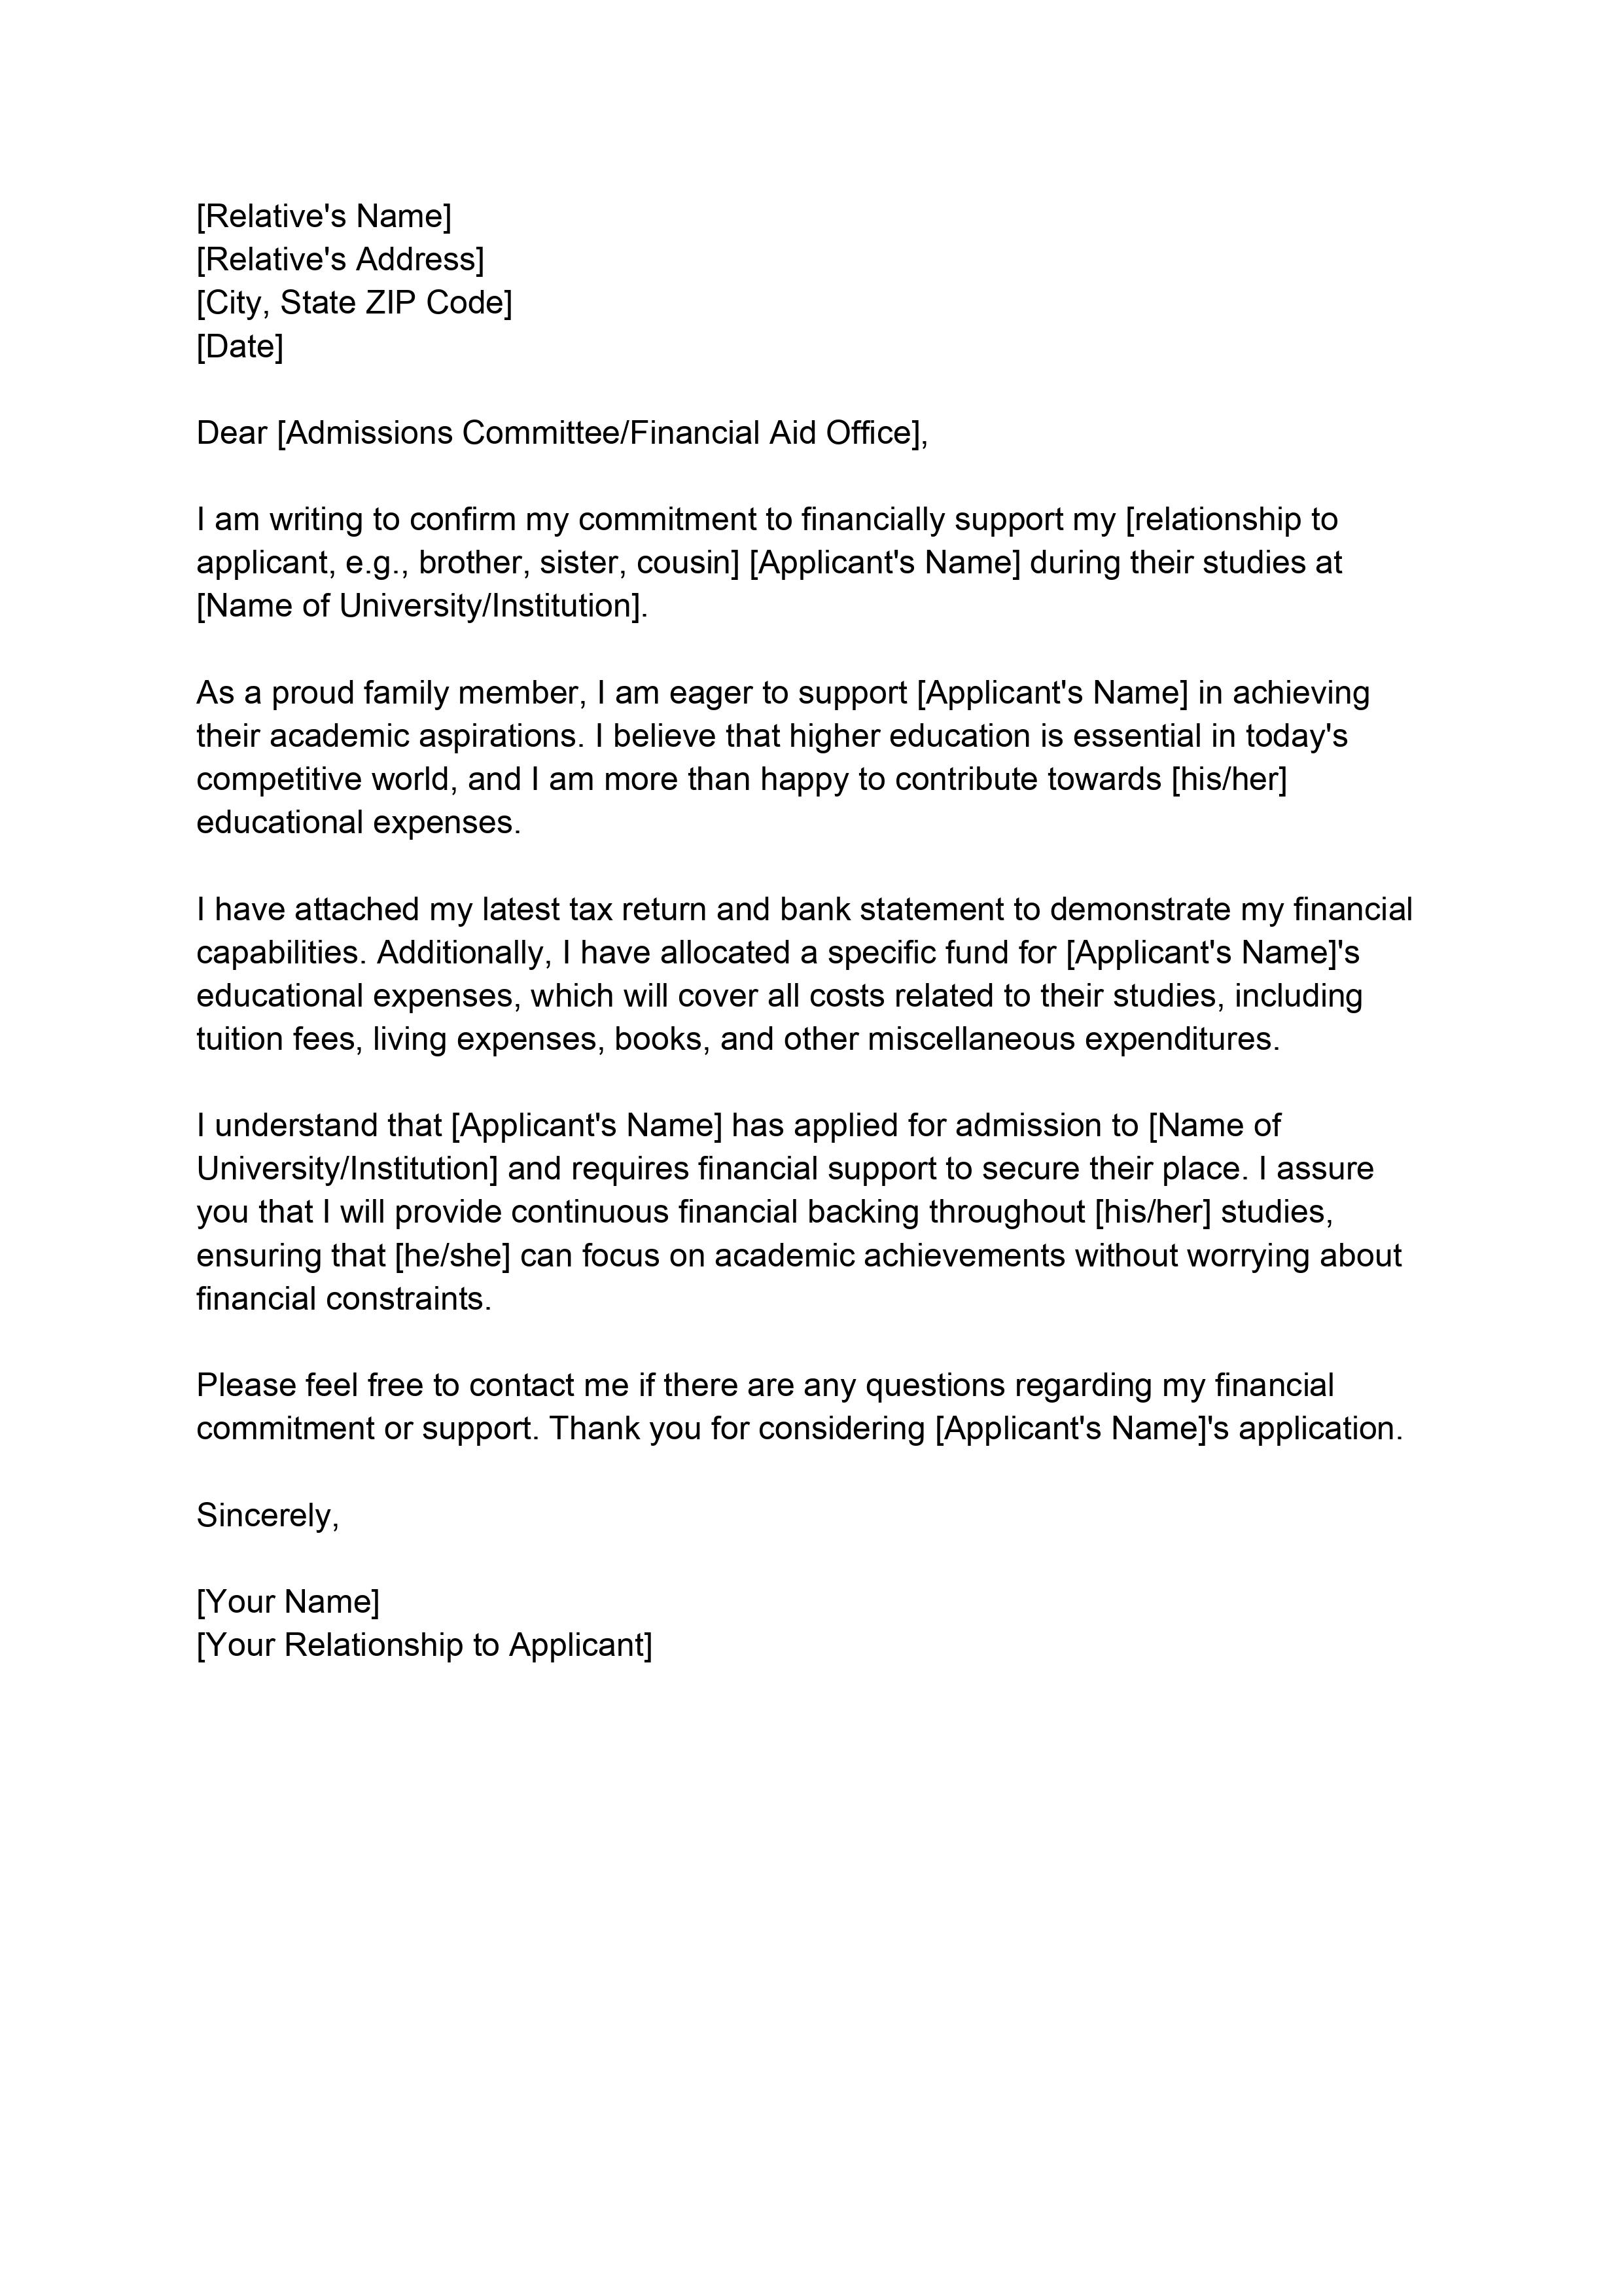 [Relative's Name]
[Relative's Address]
[City, State ZIP Code]
[Date]
Dear [Admissions Committee/Financial Aid Office],
I am writing to confirm my commitment to financially support my [relationship to
applicant, e.g., brother, sister, cousin] [Applicant's Name] during their studies at
[Name of University/Institution].
As a proud family member, I am eager to support [Applicant's Name] in achieving
their academic aspirations. I believe that higher education is essential in today's
competitive world, and I am more than happy to contribute towards [his/her]
educational expenses.
I have attached my latest tax return and bank statement to demonstrate my financial
capabilities. Additionally, I have allocated a specific fund for [Applicant's Name]'s
educational expenses, which will cover all costs related to their studies, including
tuition fees, living expenses, books, and other miscellaneous expenditures.
I understand that [Applicant's Name] has applied for admission to [Name of
University/Institution] and requires financial support to secure their place. I assure
you that I will provide continuous financial backing throughout [his/her] studies,
ensuring that [he/she] can focus on academic achievements without worrying about
financial constraints.
Please feel free to contact me if there are any questions regarding my financial
commitment or support. Thank you for considering [Applicant's Name]'s application.
Sincerely,
[Your Name]
[Your Relationship to Applicant]